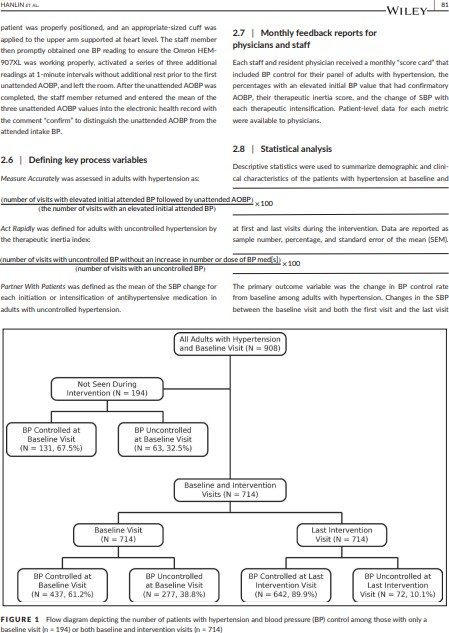 HANLIN ET AL.
WILEY 81
patient was properly positioned, and an appropriate-sized cuff was
applied to the upper arm supported at heart level. The staff member
then promptly obtained one BP reading to ensure the Omron HEM-
907XL was working properly, activated a series of three additional
readings at 1-minute intervals without additional rest prior to the first
unattended AOBP, and left the room. After the unattended AOBP was
completed, the staff member returned and entered the mean of the
three unattended AOBP values into the electronic health record with
the comment “confirm” to distinguish the unattended AOBP from the
attended intake BP.
2.6 | Defining key process variables
Measure Accurately was assessed in adults with hypertension as:
(number of visits with elevated initial attended BP followed by unattended AOBP)
(the number of visits with an elevated initial attended BP)
×100
Act Rapidly was defined for adults with uncontrolled hypertension by
the therapeutic inertia index:
(number of visits with uncontrolled BP without an increase in number or dose of BP med[s])
(number of visits with an uncontrolled BP)
×100
Partner With Patients was defined as the mean of the SBP change for
each initiation or intensification of antihypertensive medication in
adults with uncontrolled hypertension.
2.7 | Monthly feedback reports for
physicians and staff
Each staff and resident physician received a monthly “score card” that
included BP control for their panel of adults with hypertension, the
percentages with an elevated initial BP value that had confirmatory
AOBP, their therapeutic inertia score, and the change of SBP with
each therapeutic intensification. Patient-level data for each metric
were available to physicians.
2.8 | Statistical analysis
Descriptive statistics were used to summarize demographic and clini-
cal characteristics of the patients with hypertension at baseline and
at first and last visits during the intervention. Data are reported as
sample number, percentage, and standard error of the mean (SEM).
The primary outcome variable was the change in BP control rate
from baseline among adults with hypertension. Changes in the SBP
between the baseline visit and both the first visit and the last visit
All Adults with Hypertension
and Baseline Visit (N = 908)
Not Seen During
Intervention (N = 194)
BP Controlled at
Baseline Visit
(N = 131, 67.5%)
BP Uncontrolled
at Baseline Visit
(N = 63, 32.5%)
Baseline and Intervention
Visits (N = 714)
Baseline Visit
(N = 714)
Last Intervention
Visit (N = 714)
BP Controlled at
Baseline Visit
(N = 437, 61.2%)
BP Uncontrolled
at Baseline Visit
(N = 277, 38.8%)
BP Controlled at Last
Intervention Visit
(N = 642, 89.9%)
BP Uncontrolled at
Last Intervention
Visit (N = 72, 10.1%)
FIGURE 1 Flow diagram depicting the number of patients with hypertension and blood pressure (BP) control among those with only a
baseline visit (n = 194) or both baseline and intervention visits (n = 714)